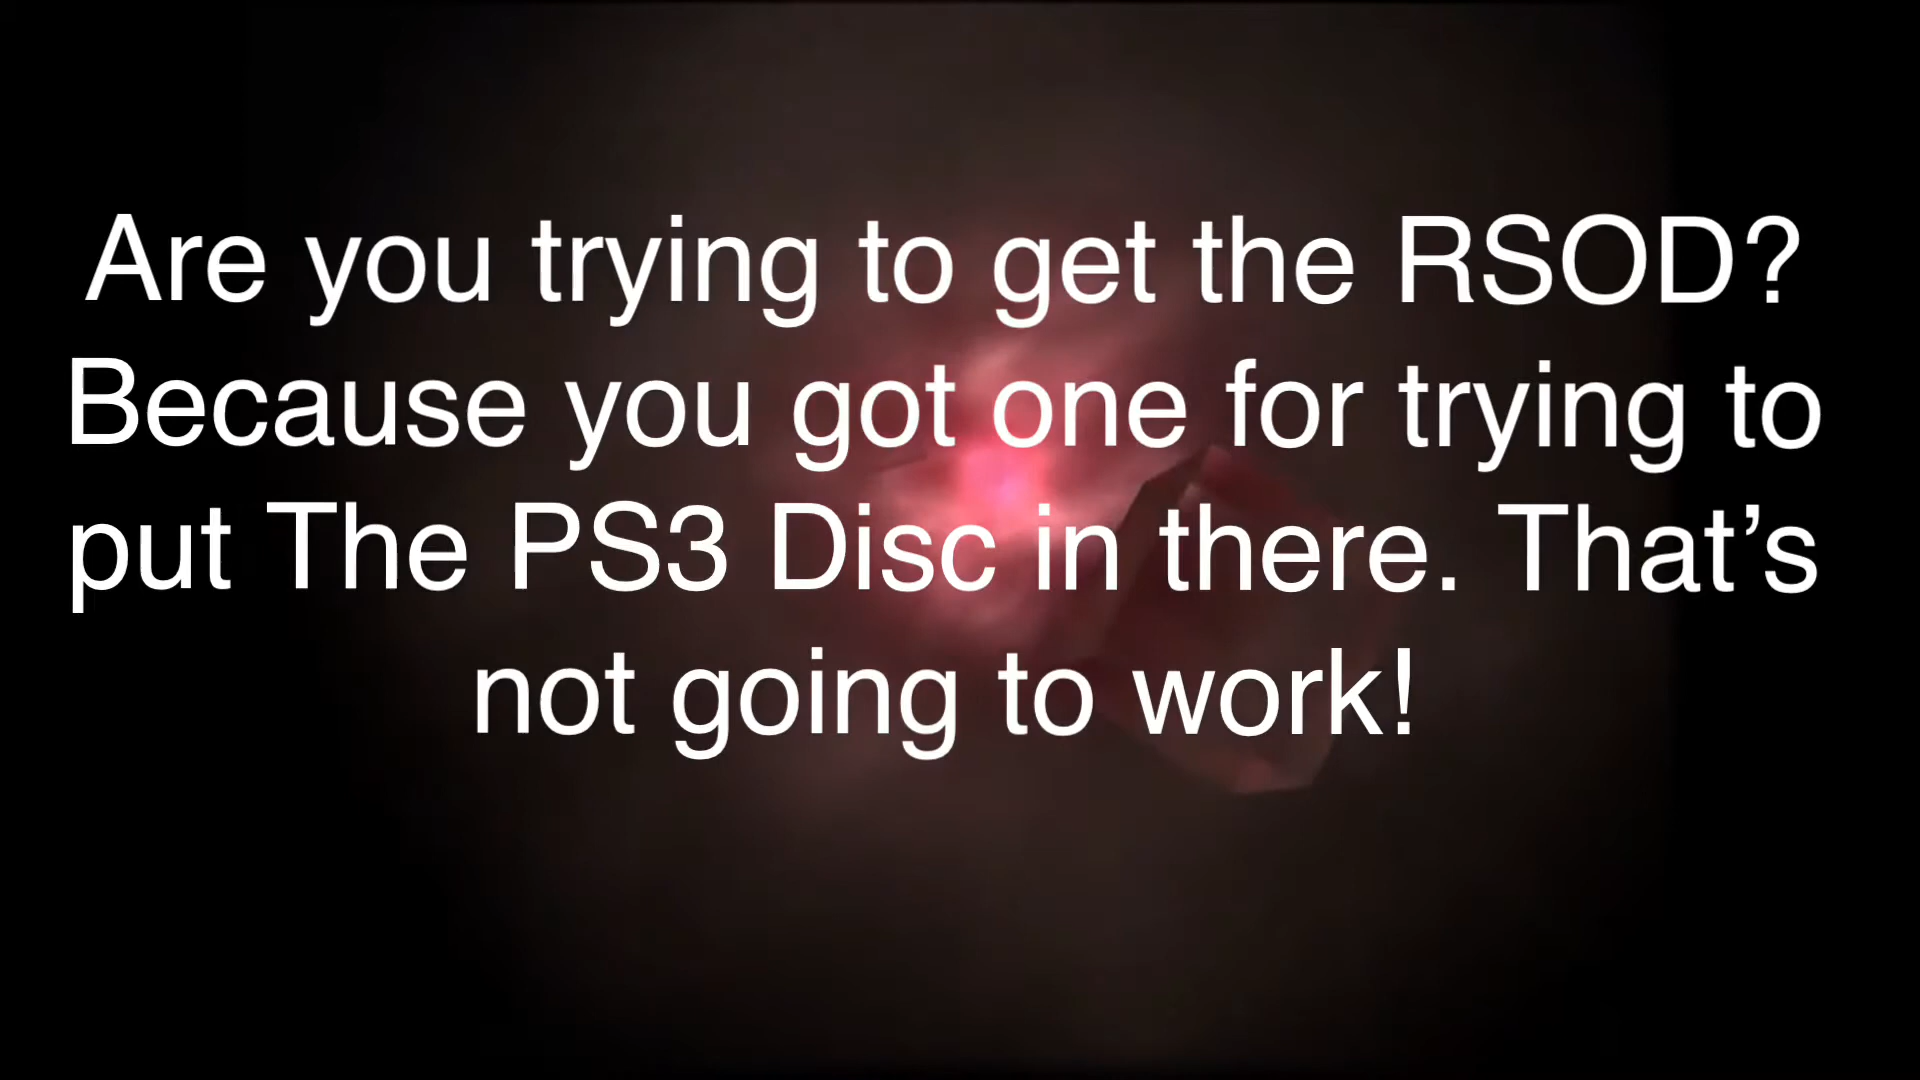 Are you trying to get the RSOD?
Because you got one for trying to
put The PS3 Disc in there. That’s
not going to work!